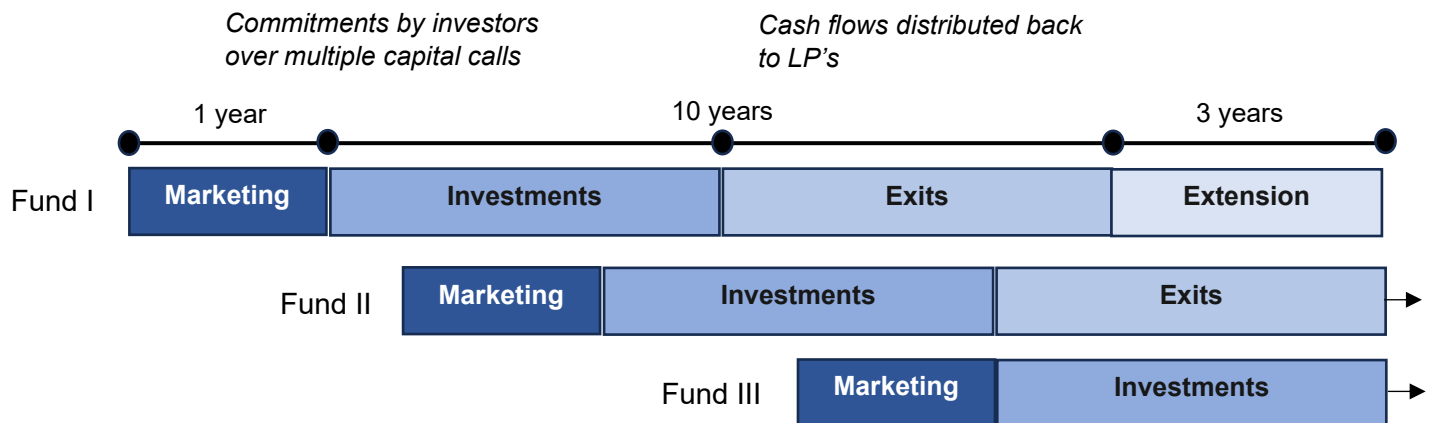 Commitments by investors
over multiple capital calls
Cash flows distributed back
to LP's
1 year
10 years
3 years
Fund I
Marketing
Investments
Exits
Extension
Fund II
Marketing
Investments
Exits
Fund III
Marketing
Investments